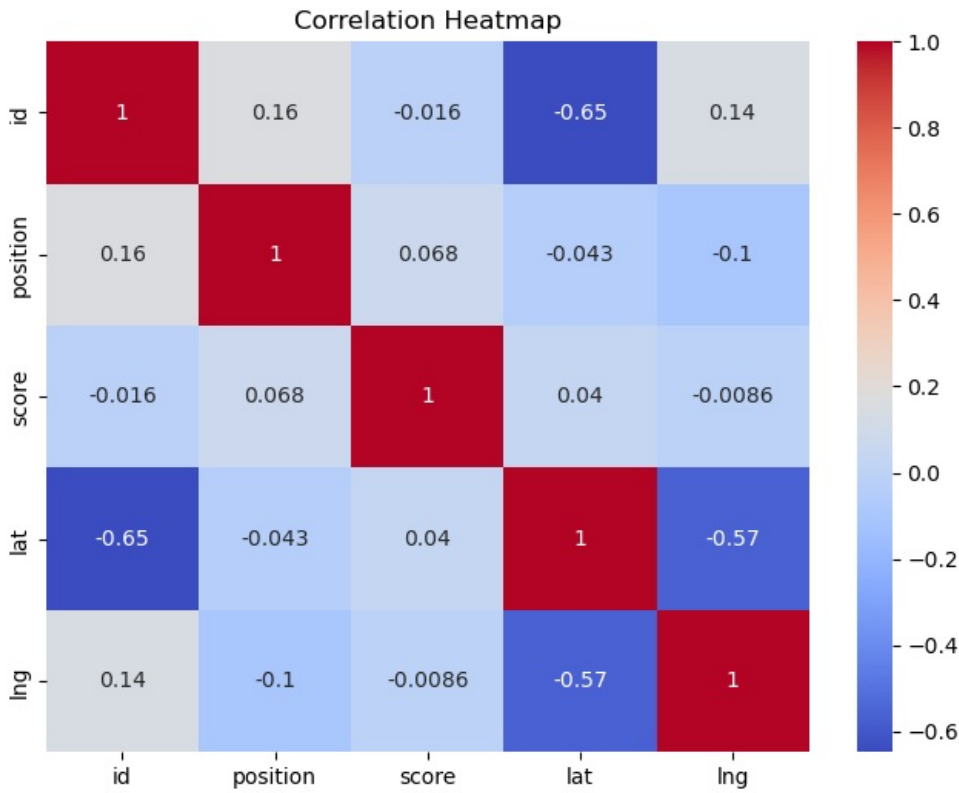 Correlation Heatmap
id 1 0.16 -0.016 -0.65 0.14
position 0.16 1 0.068 -0.043 -0.1
score -0.016 0.068 1 0.04 -0.0086
lat -0.65 -0.043 0.04 1 -0.57
lng 0.14 -0.1 -0.0086 -0.57 1
id position score lat lng
1.0
0.8
0.6
0.4
0.2
0.0
−0.2
−0.4
−0.6